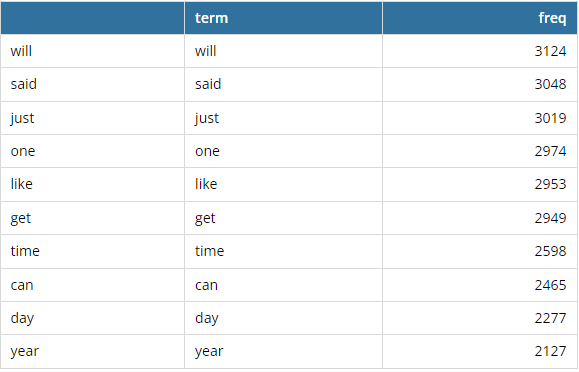 term freq
will will 3124
said said 3048
just just 3019
one one 2974
like like 2953
get get 2949
time time 2598
can can 2465
day day 2277
year year 2127